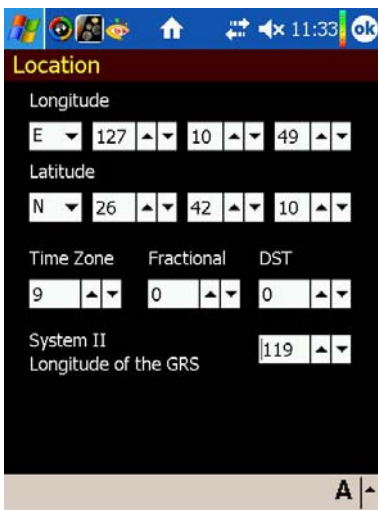 11:33 ok
Location
Longitude
E 127 10 49
Latitude
N 26 42 10
Time Zone Fractional DST
9 0 0
System II
Longitude of the GRS
119
A